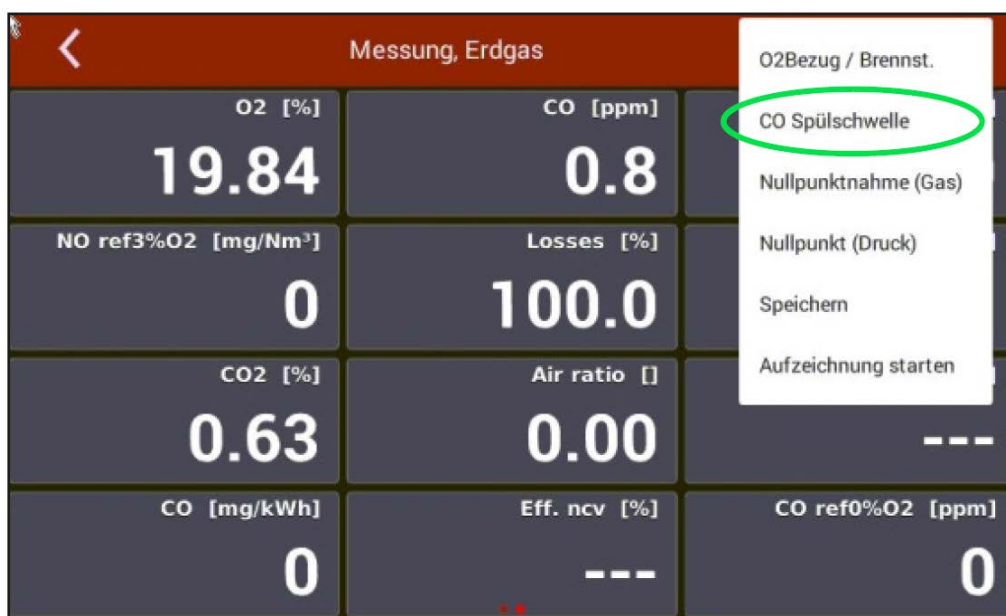 Messung, Erdgas
O2Bezug / Brennst.
CO Spülschwelle
Nullpunktnahme (Gas)
Nullpunkt (Druck)
Speichern
Aufzeichnung starten
O2 [%]
CO [ppm]
19.84
0.8
NO ref3%O2 [mg/Nm³]
Losses [%]
0
100.0
CO2 [%]
Air ratio []
0.63
0.00
---
CO [mg/kWh]
Eff. ncv [%]
CO ref0%O2 [ppm]
0
---
0